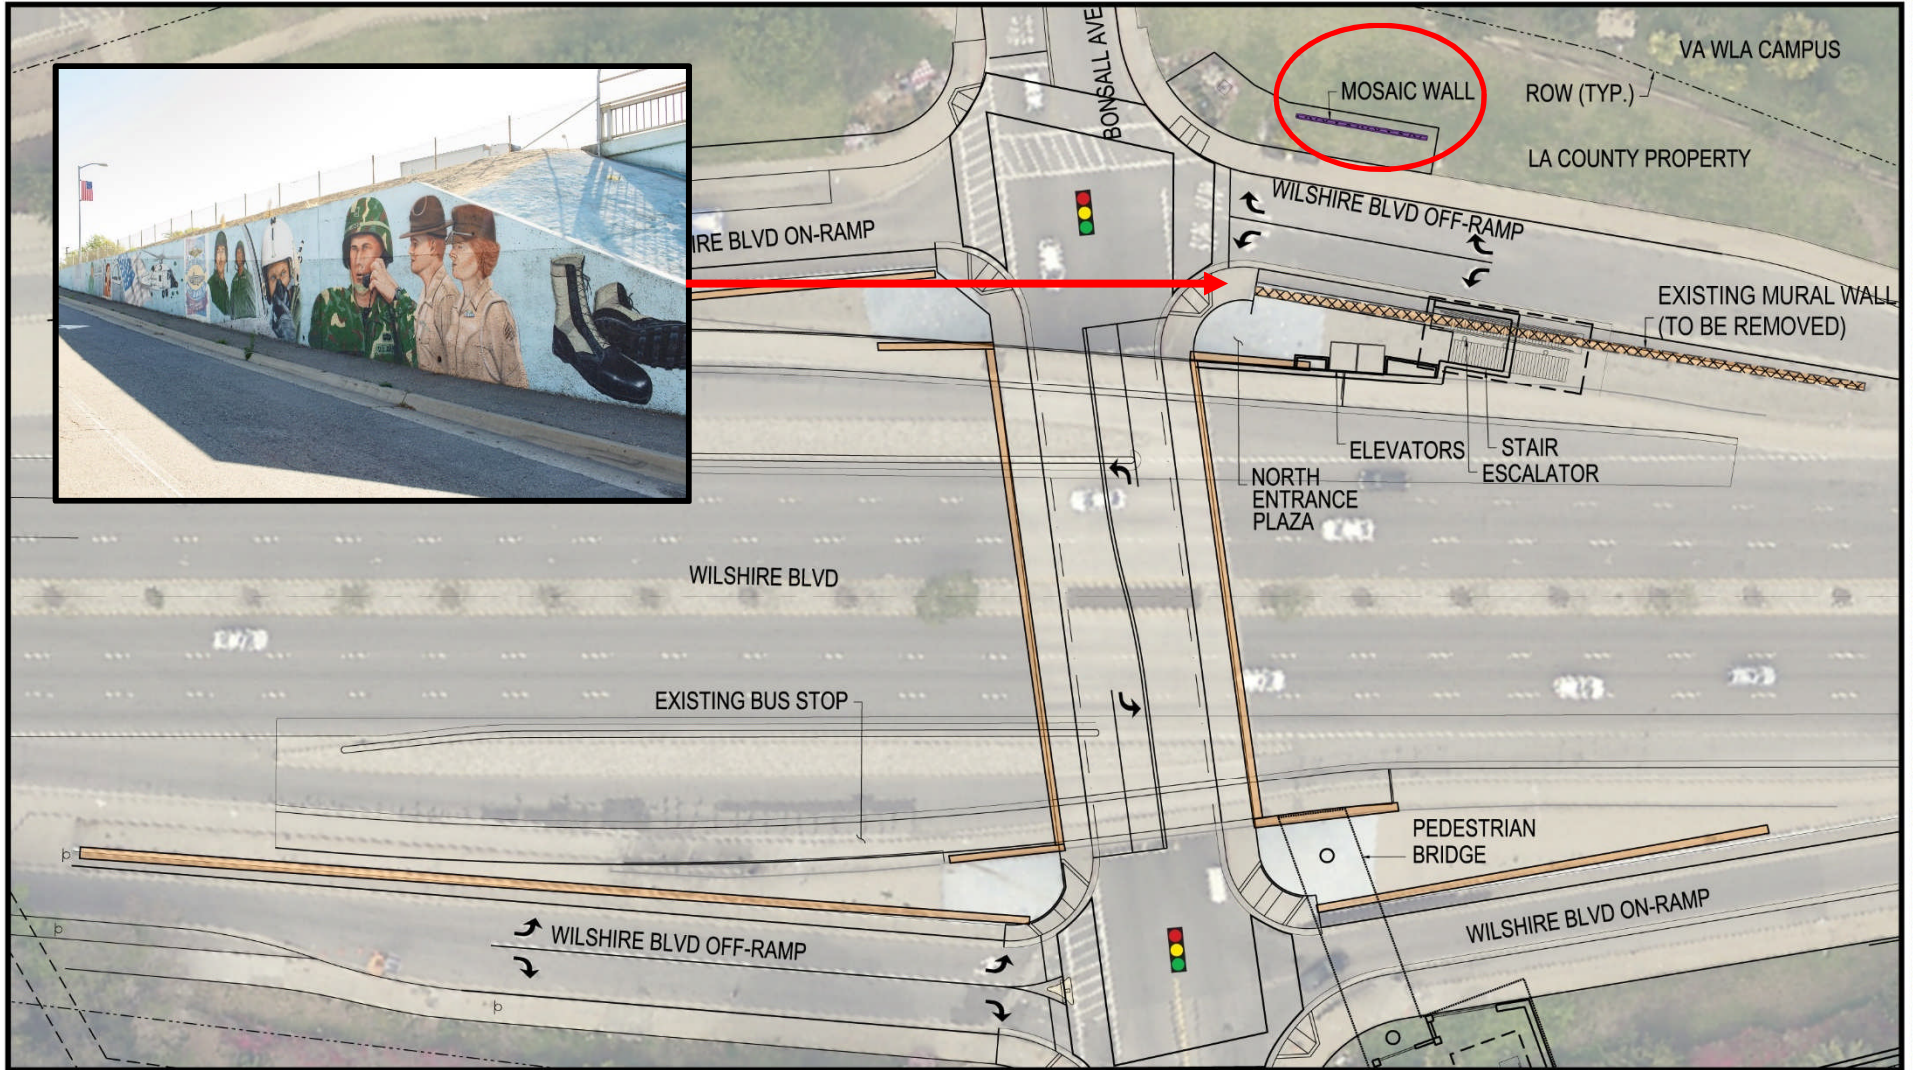 BONSALL AVE
VA WLA CAMPUS
MOSAIC WALL
ROW (TYP.)
LA COUNTY PROPERTY
WILSHIRE BLVD OFF-RAMP
IRE BLVD ON-RAMP
EXISTING MURAL WALL
(TO BE REMOVED)
ELEVATORS
STAIR
ESCALATOR
NORTH
ENTRANCE
PLAZA
WILSHIRE BLVD
EXISTING BUS STOP
PEDESTRIAN
BRIDGE
WILSHIRE BLVD ON-RAMP
WILSHIRE BLVD OFF-RAMP
p
p
p